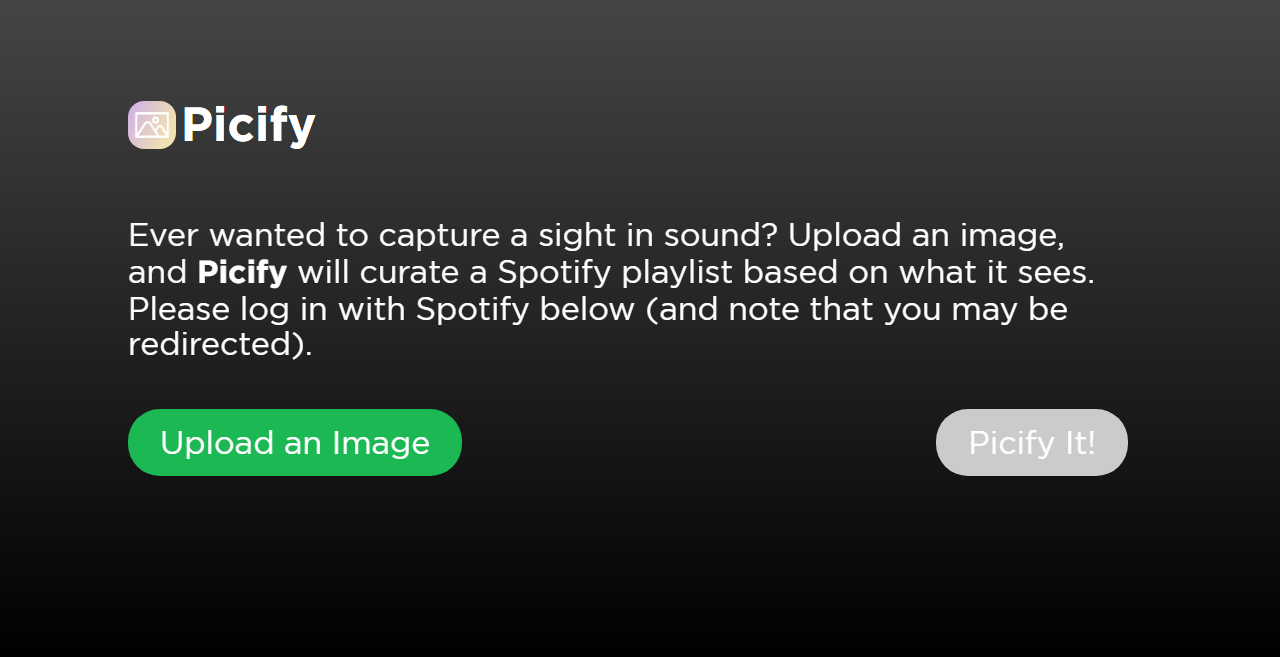 Picify
Ever wanted to capture a sight in sound? Upload an image,
and Picify will curate a Spotify playlist based on what it sees.
Please log in with Spotify below (and note that you may be
redirected).
Upload an Image
Picify It!